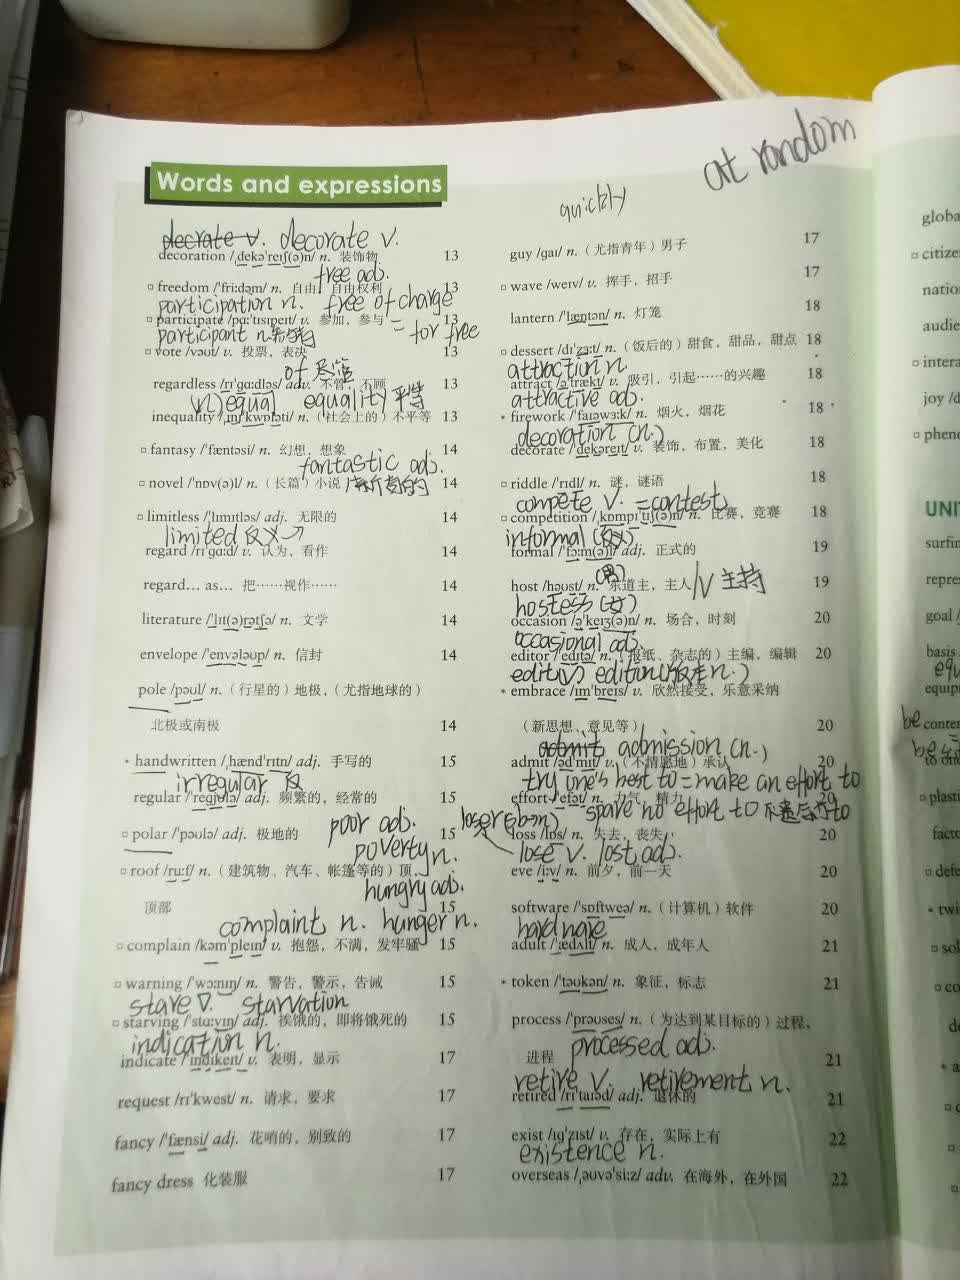 at random
Words and expressions
quickly
decrate v. decorate v.
decoration /ˌdekəˈreɪʃ(ə)n/ n. 装饰物 13
free adj.
freedom /ˈfriːdəm/ n. 自由，自由权利 13
participation n. free of charge
participate /pɑːˈtɪsɪpeɪt/ v. 参加，参与 13
participant n. = for free
vote /vəʊt/ v. 投票，表决 13
of
regardless /rɪˈɡɑːdləs/ adv. 不管，不顾 13
equal equality 平等
inequality /ˌɪnɪˈkwɒləti/ n. （社会上的）不平等 13
fantasy /ˈfæntəsi/ n. 幻想，想象 14
fantastic adj.
novel /ˈnɒv(ə)l/ n. （长篇）小说 14
limitless /ˈlɪmɪtləs/ adj. 无限的 14
limited 反义
regard /rɪˈɡɑːd/ v. 认为，看作 14
regard... as... 把……视作…… 14
literature /ˈlɪt(ə)rətʃə/ n. 文学 14
envelope /ˈenvələʊp/ n. 信封 14
pole /pəʊl/ n. （行星的）地极，（尤指地球的）
北极或南极 14
handwritten /ˌhændˈrɪtn/ adj. 手写的 15
irregular 反
regular /ˈreɡjʊlə/ adj. 频繁的，经常的 15
poor adj.
polar /ˈpəʊlə/ adj. 极地的 15
poverty n.
roof /ruːf/ n. （建筑物、汽车、帐篷等的）顶，
hungry adj.
顶部 15
complaint n. hunger n.
complain /kəmˈpleɪn/ v. 抱怨，不满，发牢骚 15
warning /ˈwɔːnɪŋ/ n. 警告，警示，告诫 15
stave v. starvation
starving /ˈstɑːvɪŋ/ adj. 挨饿的，即将饿死的 15
indication n.
indicate /ˈɪndɪkeɪt/ v. 表明，显示 17
request /rɪˈkwest/ n. 请求，要求 17
fancy /ˈfænsi/ adj. 花哨的，别致的 17
fancy dress 化装服 17
guy /ɡaɪ/ n. （尤指青年）男子 17
wave /weɪv/ v. 挥手，招手 17
lantern /ˈlæntən/ n. 灯笼 18
dessert /dɪˈzɜːt/ n. （饭后的）甜食，甜品，甜点 18
attraction n.
attract /əˈtrækt/ v. 吸引，引起……的兴趣 18
attractive adj.
firework /ˈfaɪəwɜːk/ n. 烟火，烟花 18
decoration (n.)
decorate /ˈdekəreɪt/ v. 装饰，布置，美化 18
riddle /ˈrɪdl/ n. 谜，谜语 18
compete v. = contest
competition /ˌkɒmpɪˈtɪʃ(ə)n/ n. 比赛，竞赛 18
informal (反义)
formal /ˈfɔːm(ə)l/ adj. 正式的 19
host /həʊst/ n. (男) 东道主，主人 /v 主持 19
hostess (女)
occasion /əˈkeɪʒ(ə)n/ n. 场合，时刻 20
occasional adj.
editor /ˈedɪtə/ n. （报纸、杂志的）主编，编辑 20
edit(v) edition(版本n.)
embrace /ɪmˈbreɪs/ v. 欣然接受，乐意采纳
（新思想、意见等） 20
admit admission (n.)
admit /ədˈmɪt/ v. （不情愿地）承认 20
try one's best to = make an effort to
effort /ˈefət/ n. 力气，精力 20
loser spare no effort to
loss /lɒs/ n. 失去，丧失 20
lose v. lost adj.
eve /iːv/ n. 前夕，前一天 20
software /ˈsɒftweə/ n. （计算机）软件 20
hardware
adult /ˈædʌlt/ n. 成人，成年人 21
token /ˈtəʊkən/ n. 象征，标志 21
process /ˈprəʊses/ n. （为达到某目标的）过程，
进程 processed adj. 21
retire v. retirement n.
retired /rɪˈtaɪəd/ adj. 退休的 21
exist /ɪɡˈzɪst/ v. 存在，实际上有 22
existence n.
overseas /ˌəʊvəˈsiːz/ adv. 在海外，在外国 22
globa
citizen
natio
audie
intera
joy /d
pheno
UNIT
surfin
repres
goal /
basis
equip
be conten
plasti
facto
defe
twi
sol
co